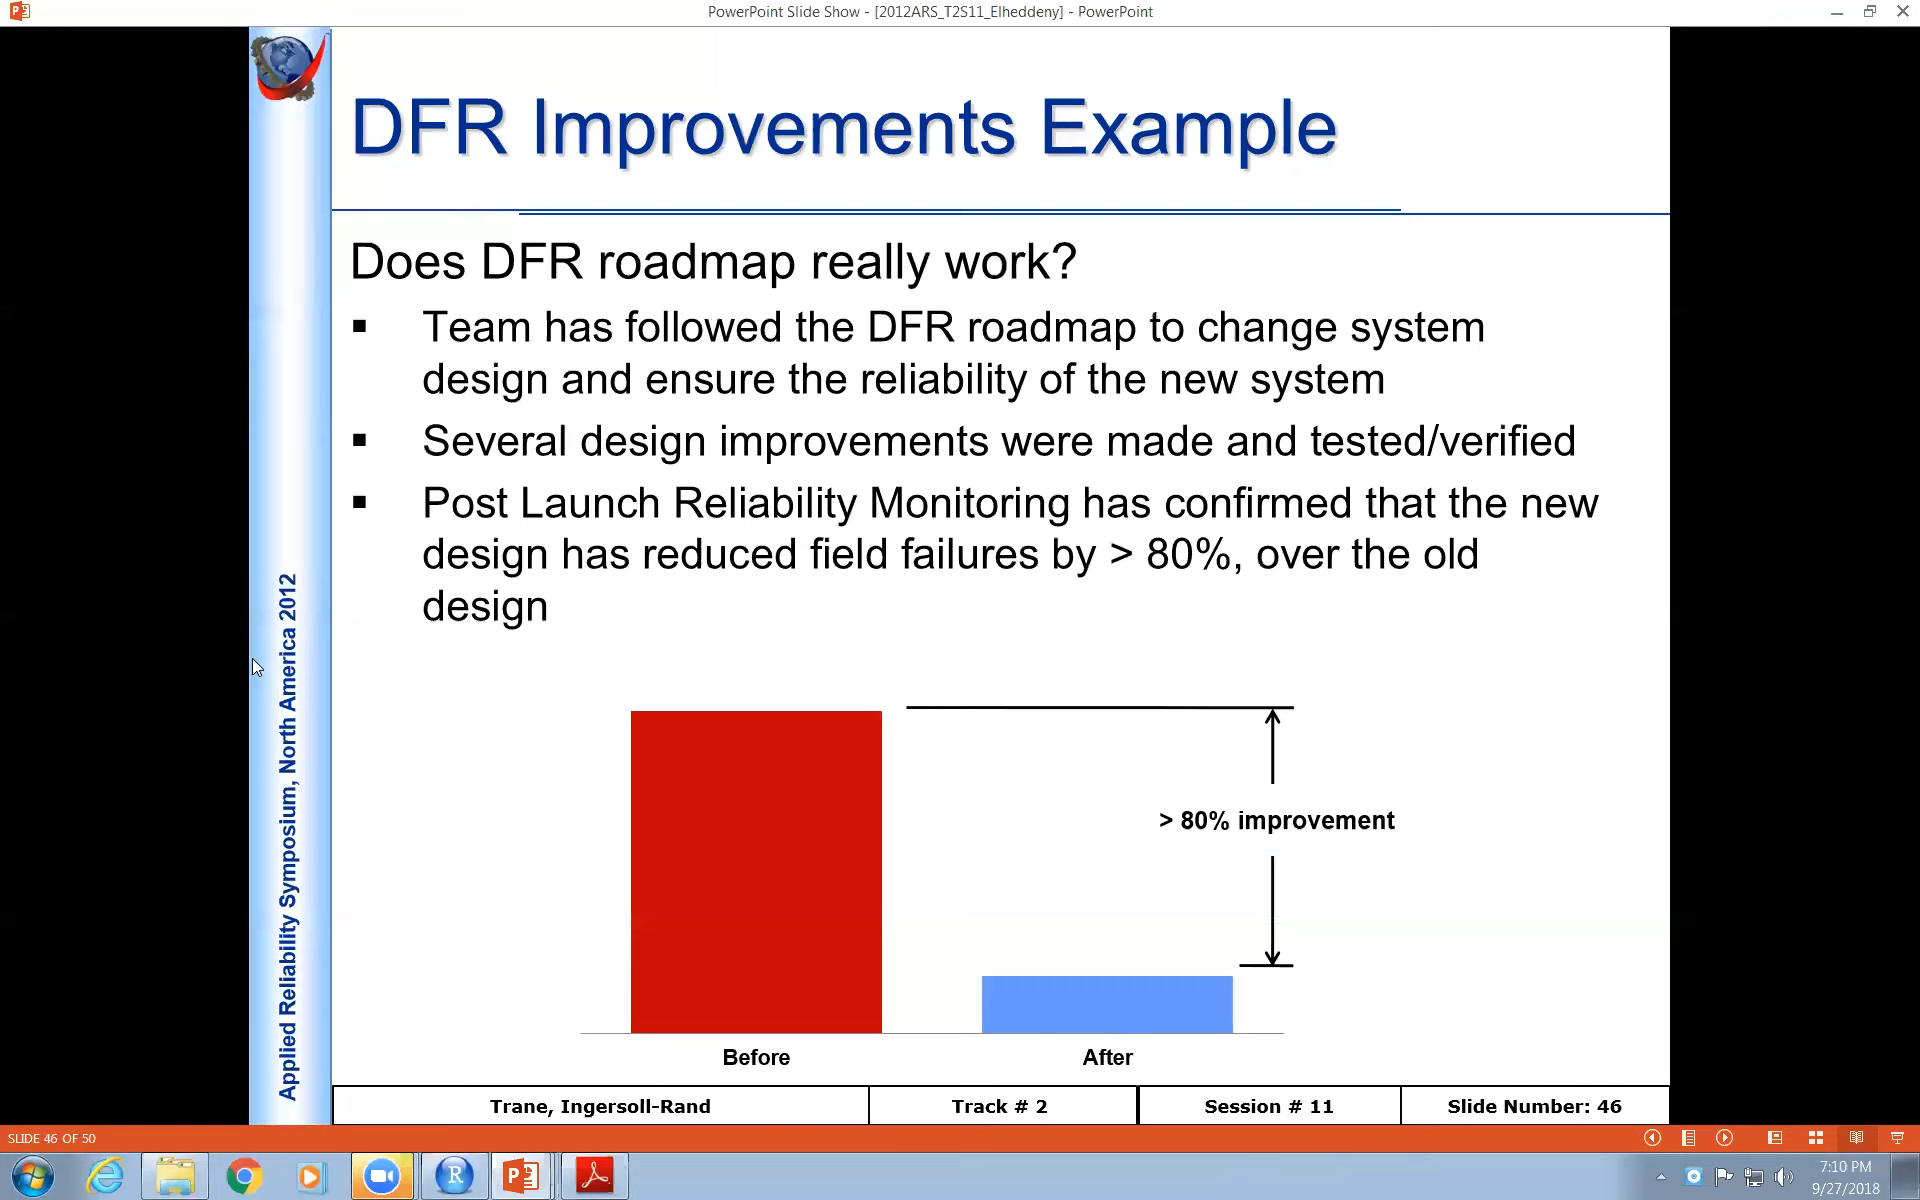 PowerPoint Slide Show - [2012ARS_T2S11_Elheddeny] - PowerPoint
DFR Improvements Example
Does DFR roadmap really work?
▪ Team has followed the DFR roadmap to change system
design and ensure the reliability of the new system
▪ Several design improvements were made and tested/verified
▪ Post Launch Reliability Monitoring has confirmed that the new
design has reduced field failures by > 80%, over the old
design
Applied Reliability Symposium, North America 2012
> 80% improvement
Before After
Trane, Ingersoll-Rand Track # 2 Session # 11 Slide Number: 46
SLIDE 46 OF 50
7:10 PM
9/27/2018